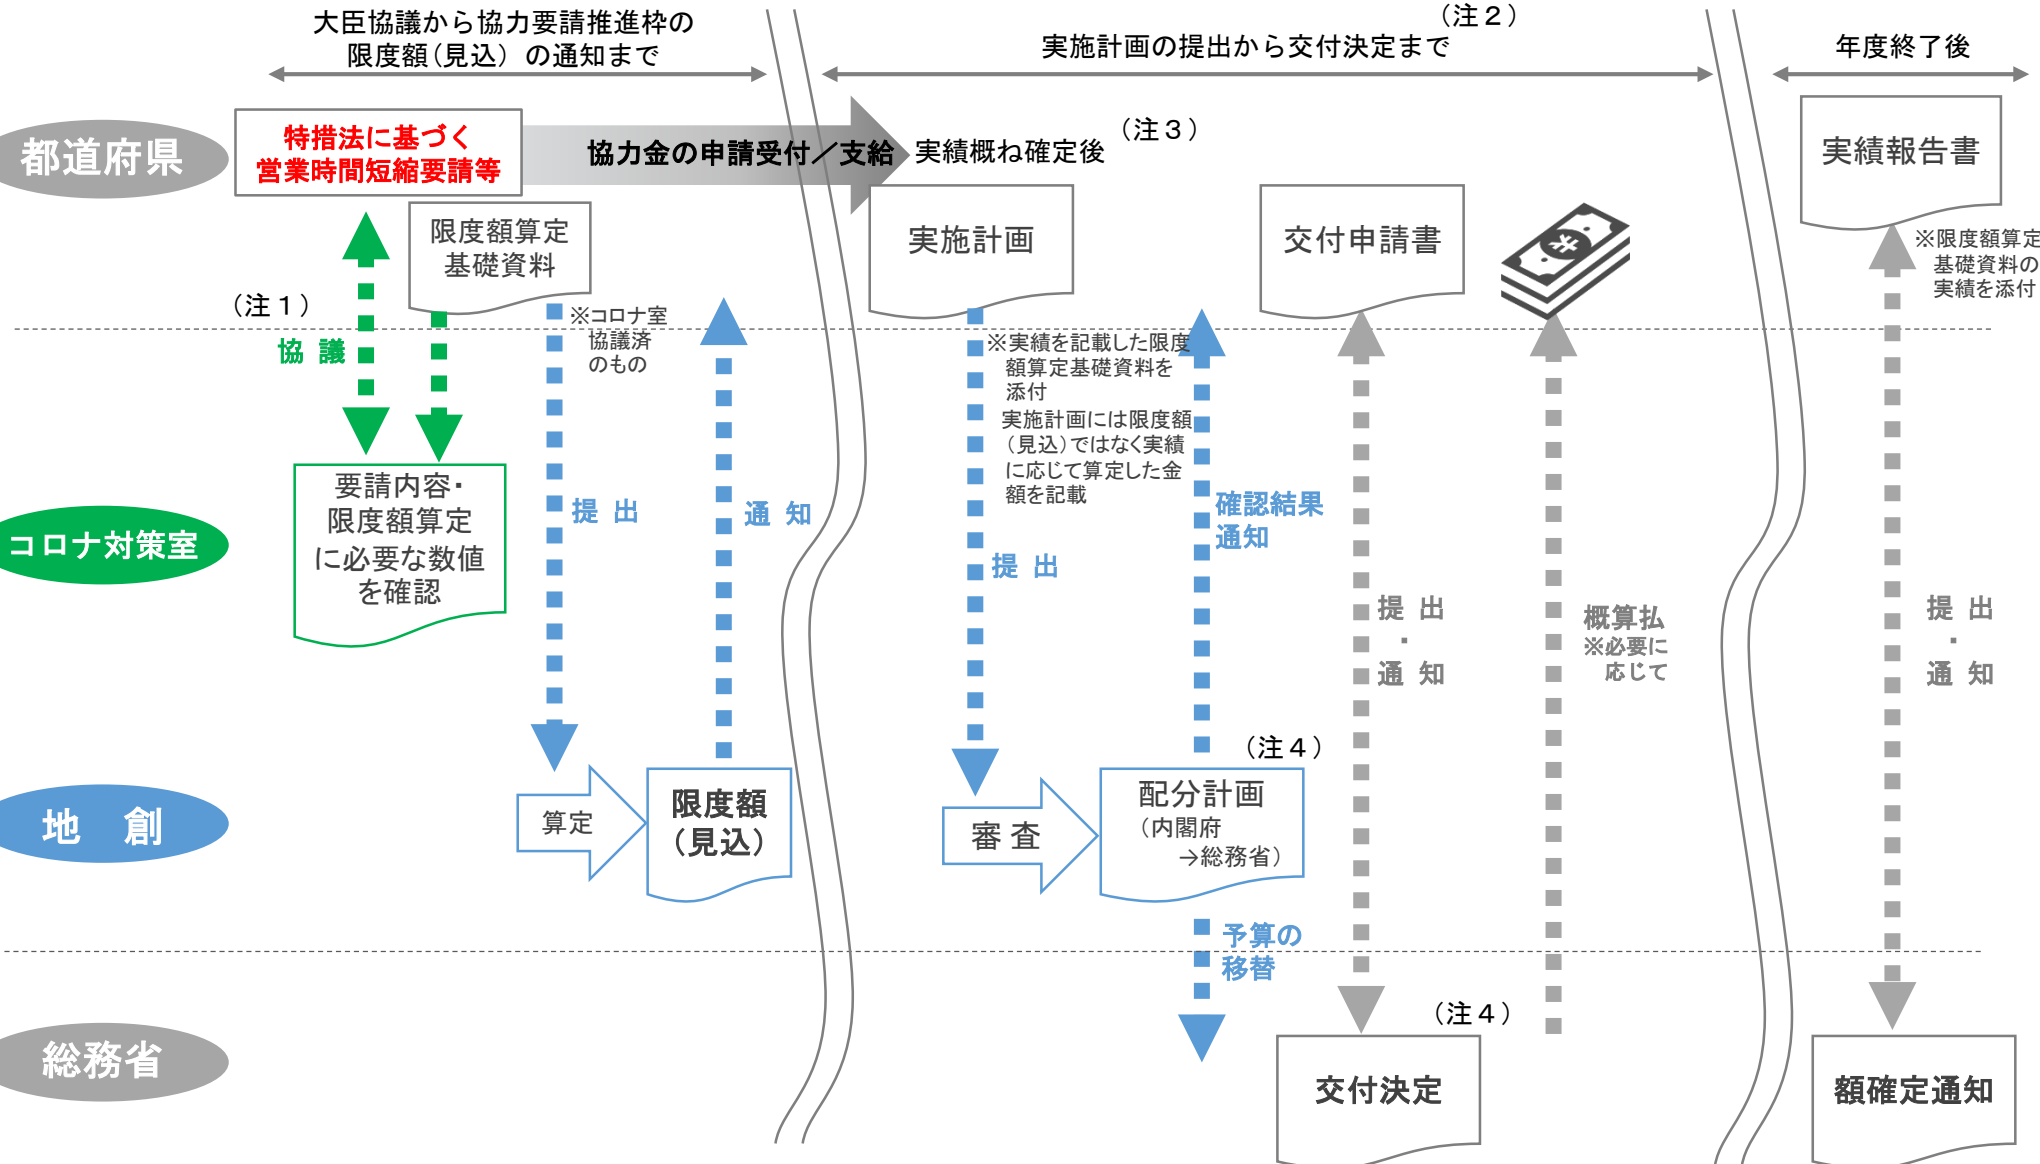 大臣協議から協力要請推進枠の
限度額(見込)の通知まで
実施計画の提出から交付決定まで
(注2)
年度終了後
都道府県
特措法に基づく
営業時間短縮要請等
協力金の申請受付/支給
実績概ね確定後
(注3)
実績報告書
※限度額算定
基礎資料の
実績を添付
限度額算定
基礎資料
※コロナ室
協議済
のもの
実施計画
交付申請書
(注1)
協 議
※実績を記載した限度
額算定基礎資料を
添付
実施計画には限度額
(見込)ではなく実績
に応じて算定した金
額を記載
コロナ対策室
要請内容・
限度額算定
に必要な数値
を確認
提 出
通 知
提 出
確認結果
通知
提 出
・
通 知
概算払
※必要に
応じて
提 出
・
通 知
地 創
算定
限度額
(見込)
審 査
配分計画
(内閣府
→総務省)
(注4)
予算の
移替
総務省
(注4)
交付決定
額確定通知